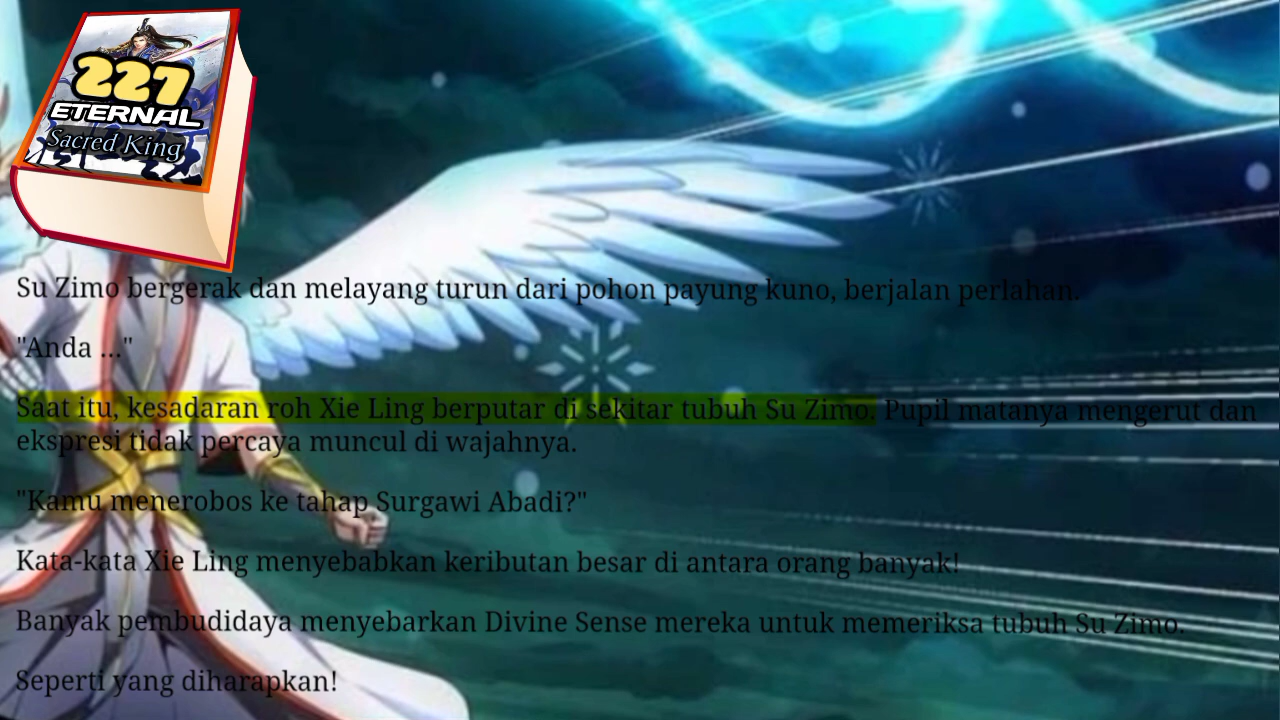 227
ETERNAL
Sacred King
Su Zimo bergerak dan melayang turun dari pohon payung kuno, berjalan perlahan.
"Anda ..."
Saat itu, kesadaran roh Xie Ling berputar di sekitar tubuh Su Zimo. Pupil matanya mengerut dan
ekspresi tidak percaya muncul di wajahnya.
"Kamu menerobos ke tahap Surgawi Abadi?"
Kata-kata Xie Ling menyebabkan keributan besar di antara orang banyak!
Banyak pembudidaya menyebarkan Divine Sense mereka untuk memeriksa tubuh Su Zimo.
Seperti yang diharapkan!